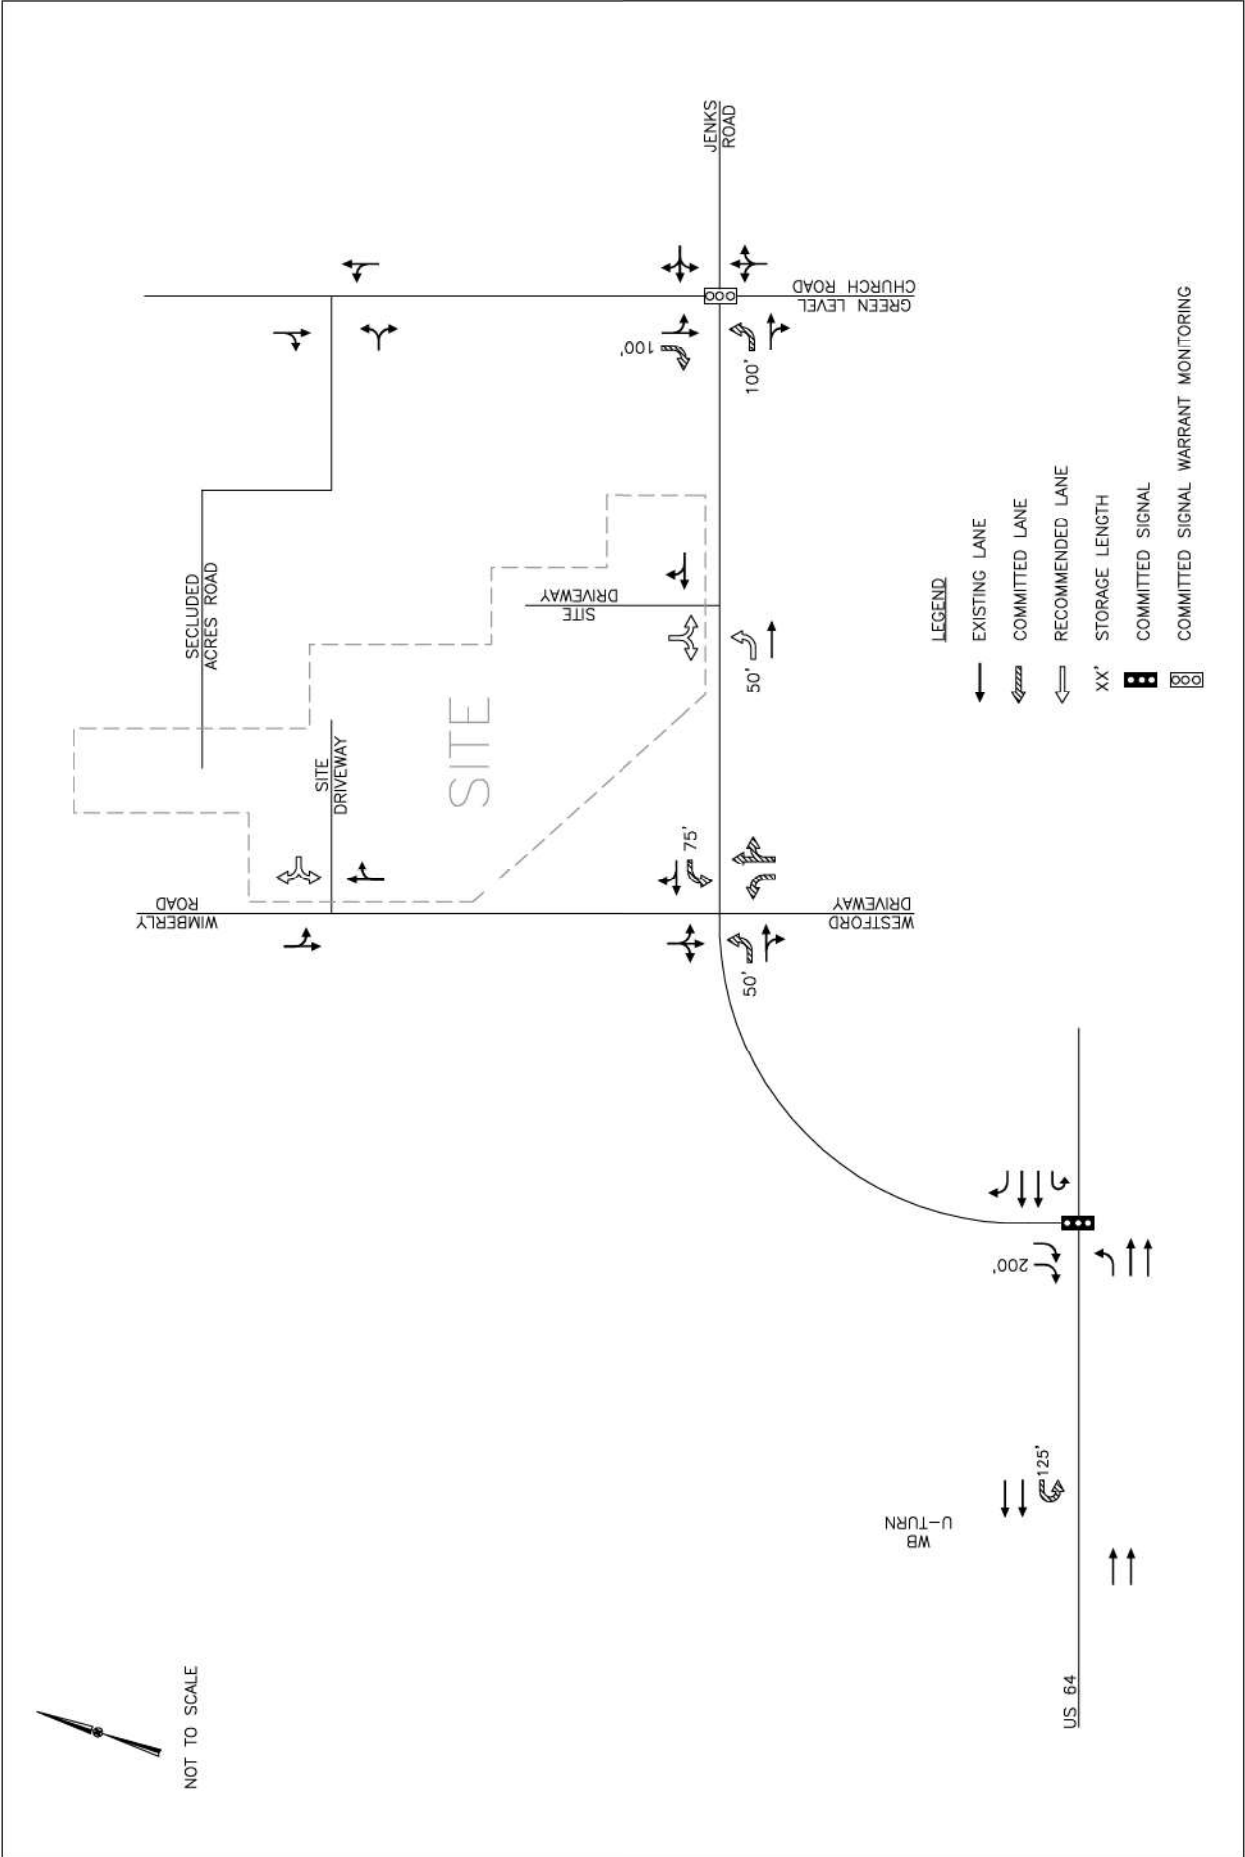 NOT TO SCALE
SECLUDED
ACRES ROAD
JENKS
ROAD
GREEN LEVEL
CHURCH ROAD
100'
100'
SITE
DRIVEWAY
SITE
SITE
DRIVEWAY
50'
WIMBERLY
ROAD
75'
WESTFORD
DRIVEWAY
50'
200'
WB
U-TURN
125'
US 64
LEGEND
EXISTING LANE
COMMITTED LANE
RECOMMENDED LANE
XX' STORAGE LENGTH
COMMITTED SIGNAL
COMMITTED SIGNAL WARRANT MONITORING